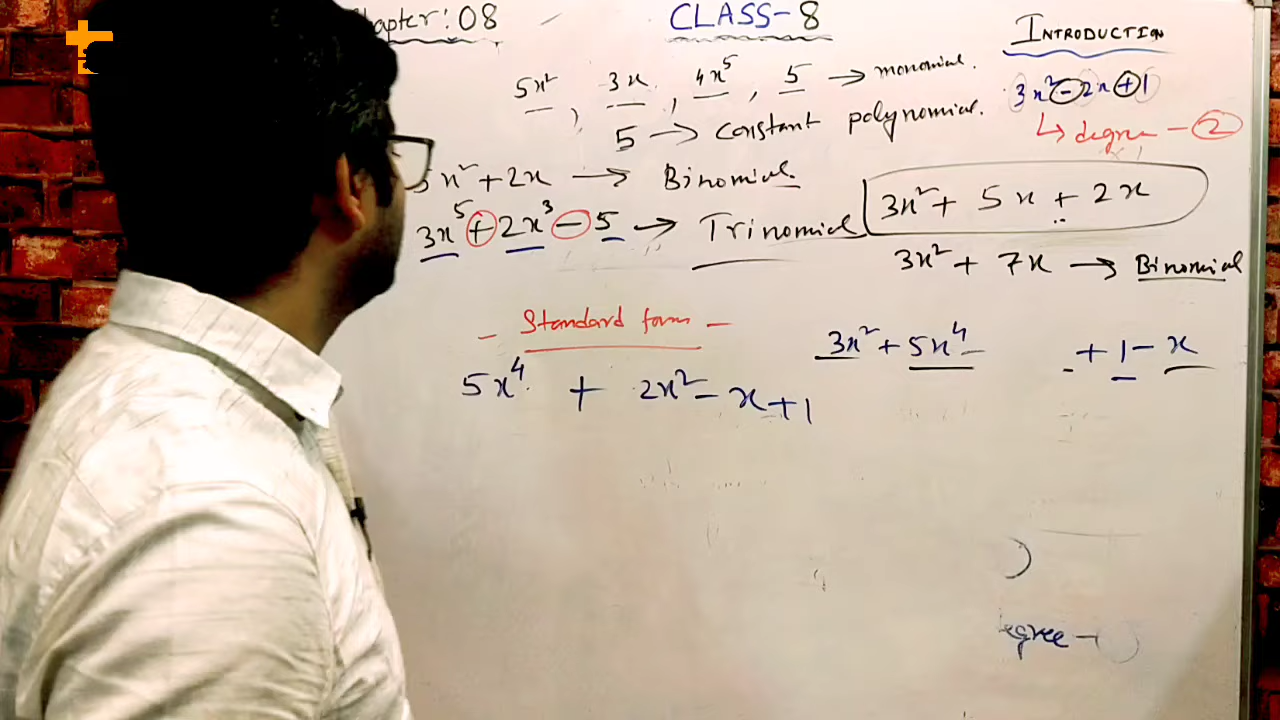 Chapter: 08 CLASS-8 INTRODUCTION
5x², 3x, 4x⁵, 5 → monomial.
3x² - 2x + 1
5 → constant polynomial.
↳ degree - 2
3x² + 5x + 2x
x² + 2x → Binomial.
3x⁵ + 2x³ - 5 → Trinomial
3x² + 7x → Binomial
- Standard form -
3x² + 5x⁴ + 1 - x
5x⁴ + 2x² - x + 1
egree -